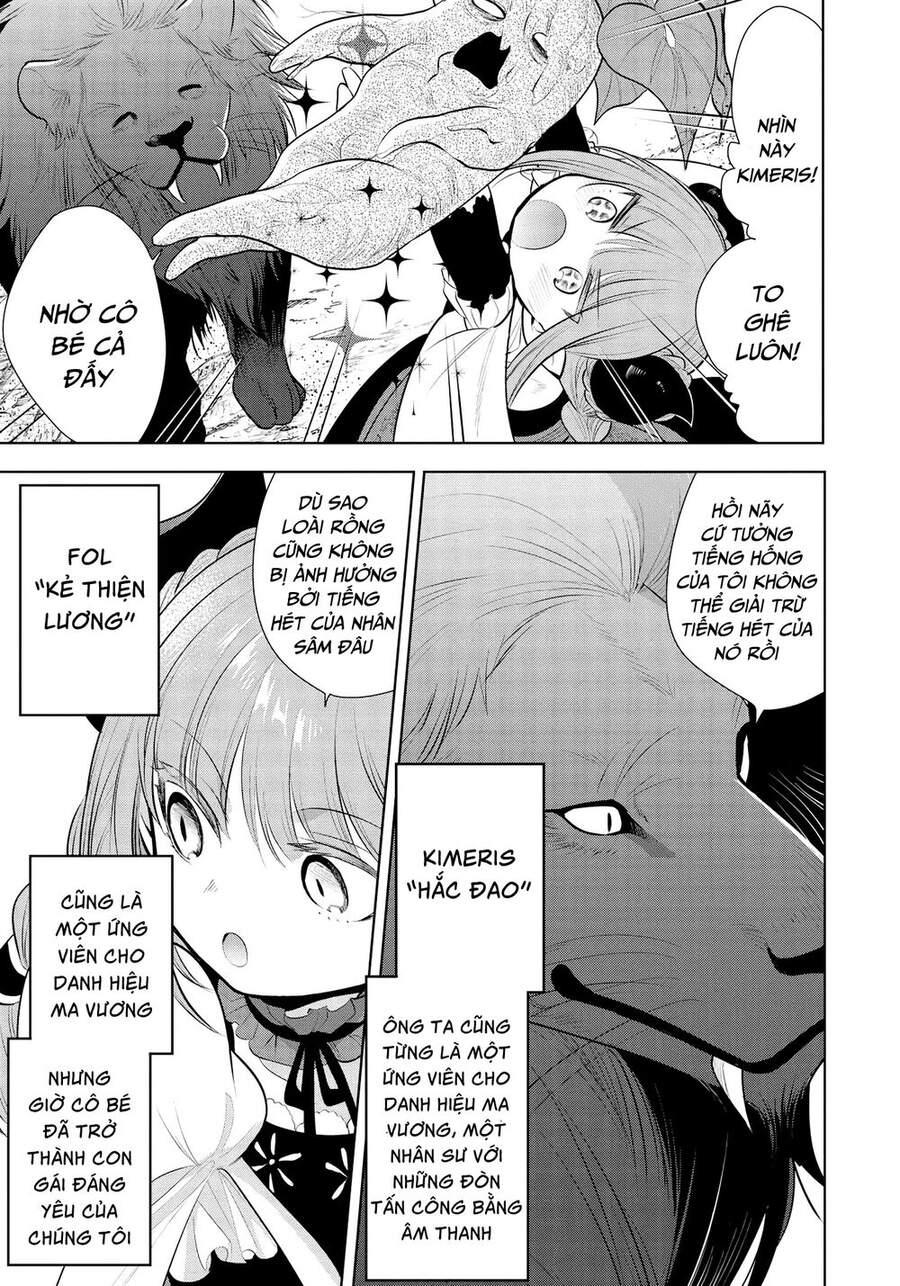 NHÌN
NÀY
KIMERIS!
TO
GHÊ
LUÔN!
NHỜ CÔ
BÉ CẢ
ĐẤY
HỒI NÃY
CỨ TƯỞNG
TIẾNG HỐNG
CỦA TÔI KHÔNG
THỂ GIẢI TRỪ
TIẾNG HÉT CỦA
NÓ RỒI
DÙ SAO
LOÀI RỒNG
CŨNG KHÔNG
BỊ ẢNH HƯỞNG
BỞI TIẾNG
HÉT CỦA NHÂN
SÂM ĐÂU
KIMERIS
“HẮC ĐAO”
ÔNG TA CŨNG
TỪNG LÀ MỘT
ỨNG VIÊN CHO
DANH HIỆU MA
VƯƠNG, MỘT
NHÂN SƯ VỚI
NHỮNG ĐÒN
TẤN CÔNG BẰNG
ÂM THANH
FOL
“KẺ THIỆN
LƯƠNG”
CŨNG LÀ
MỘT ỨNG
VIÊN CHO
DANH HIỆU
MA VƯƠNG
NHƯNG
GIỜ CÔ BÉ
ĐÃ TRỞ
THÀNH CON
GÁI ĐÁNG
YÊU CỦA
CHÚNG TÔI